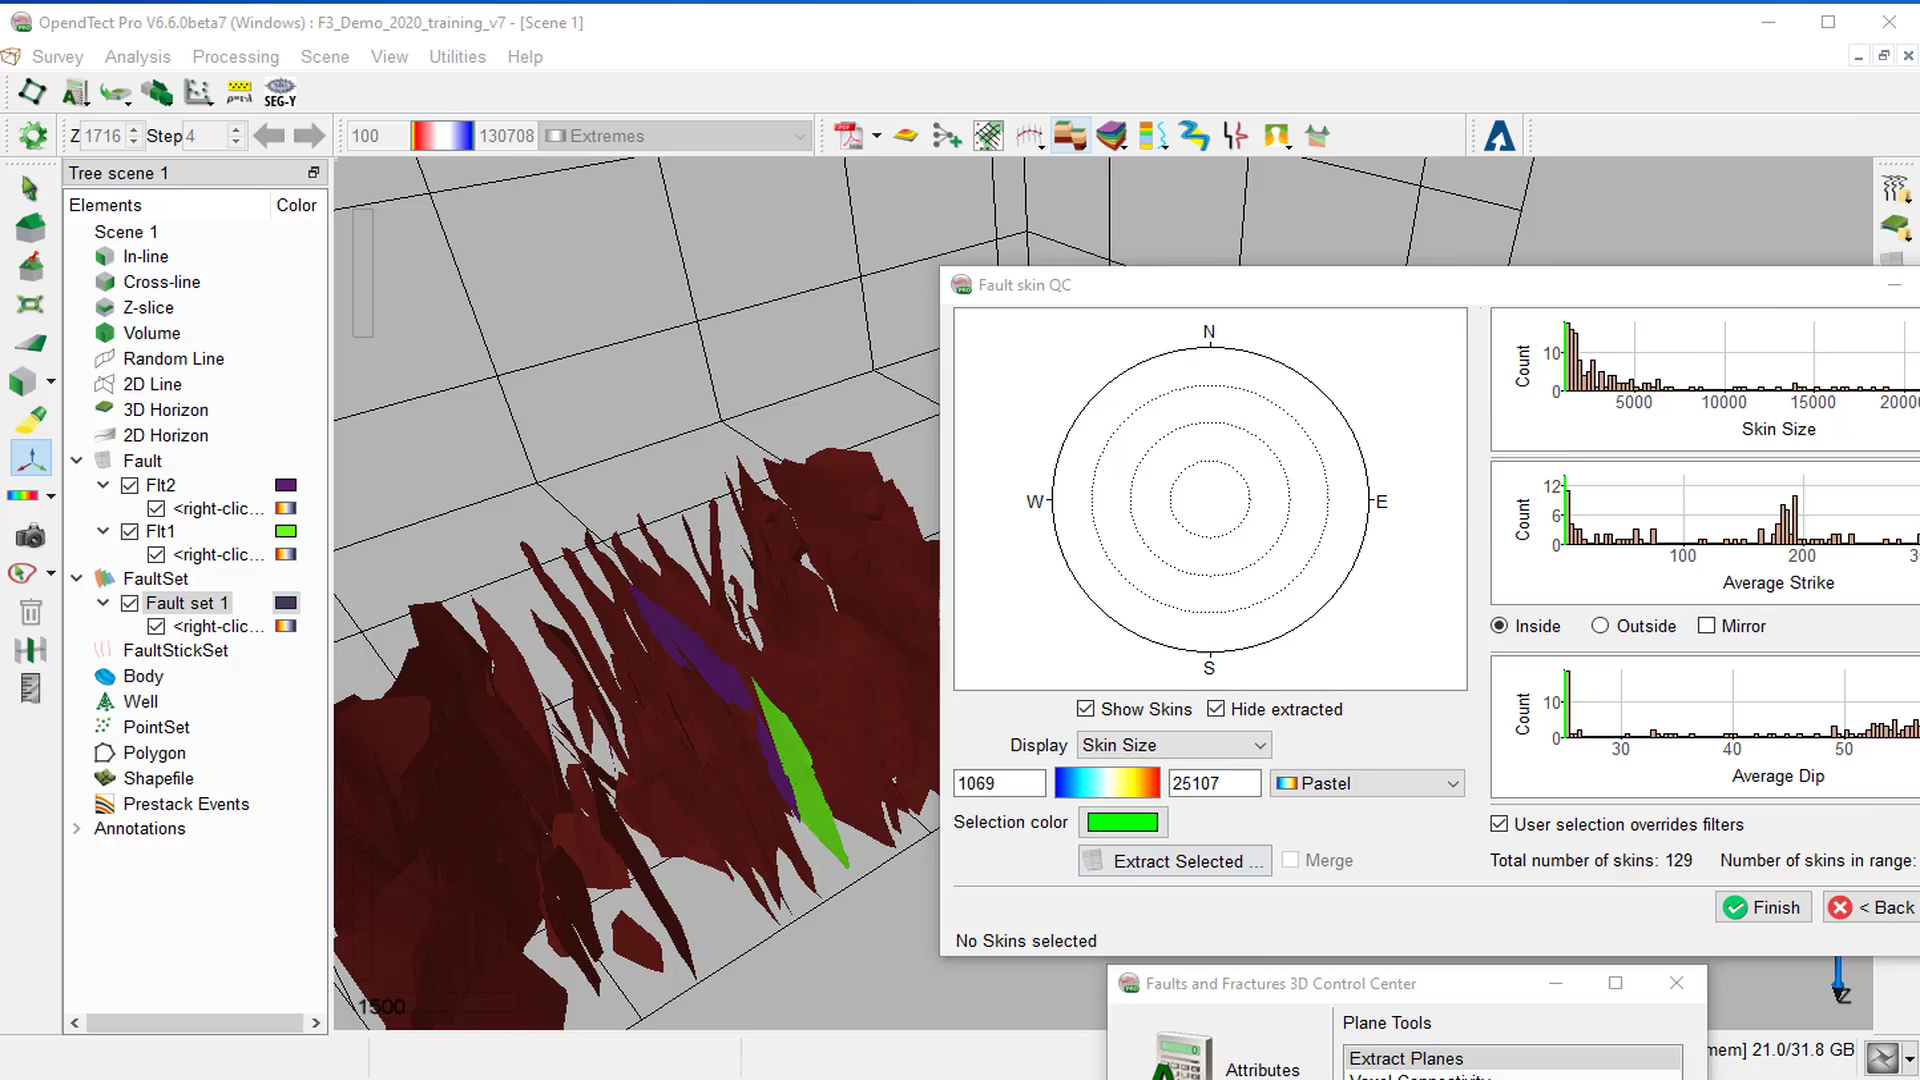 OpendTect Pro V6.6.0beta7 (Windows) : F3_Demo_2020_training_v7 - [Scene 1]
Survey Analysis Processing Scene View Utilities Help
SEG-Y
Z 1716 Step 4 100 130708 Extremes
PDF
Tree scene 1
Elements Color
Scene 1
In-line
Cross-line
Z-slice
Volume
Random Line
2D Line
3D Horizon
2D Horizon
Fault
Flt2
<right-clic...
Flt1
<right-clic...
FaultSet
Fault set 1
<right-clic...
FaultStickSet
Body
Well
PointSet
Polygon
Shapefile
Prestack Events
Annotations
1500
Z
Fault skin QC
N
W E
S
Show Skins Hide extracted
Display Skin Size
1069 25107 Pastel
Selection color
Extract Selected ... Merge
No Skins selected
Count
10
0
5000 10000 15000 2000
Skin Size
Count
12
6
0
100 200 3
Average Strike
Inside Outside Mirror
Count
10
0
30 40 50
Average Dip
User selection overrides filters
Total number of skins: 129 Number of skins in range:
Finish < Back
Faults and Fractures 3D Control Center
Plane Tools
Extract Planes
Voxel Connectivity
Attributes
mem] 21.0/31.8 GB